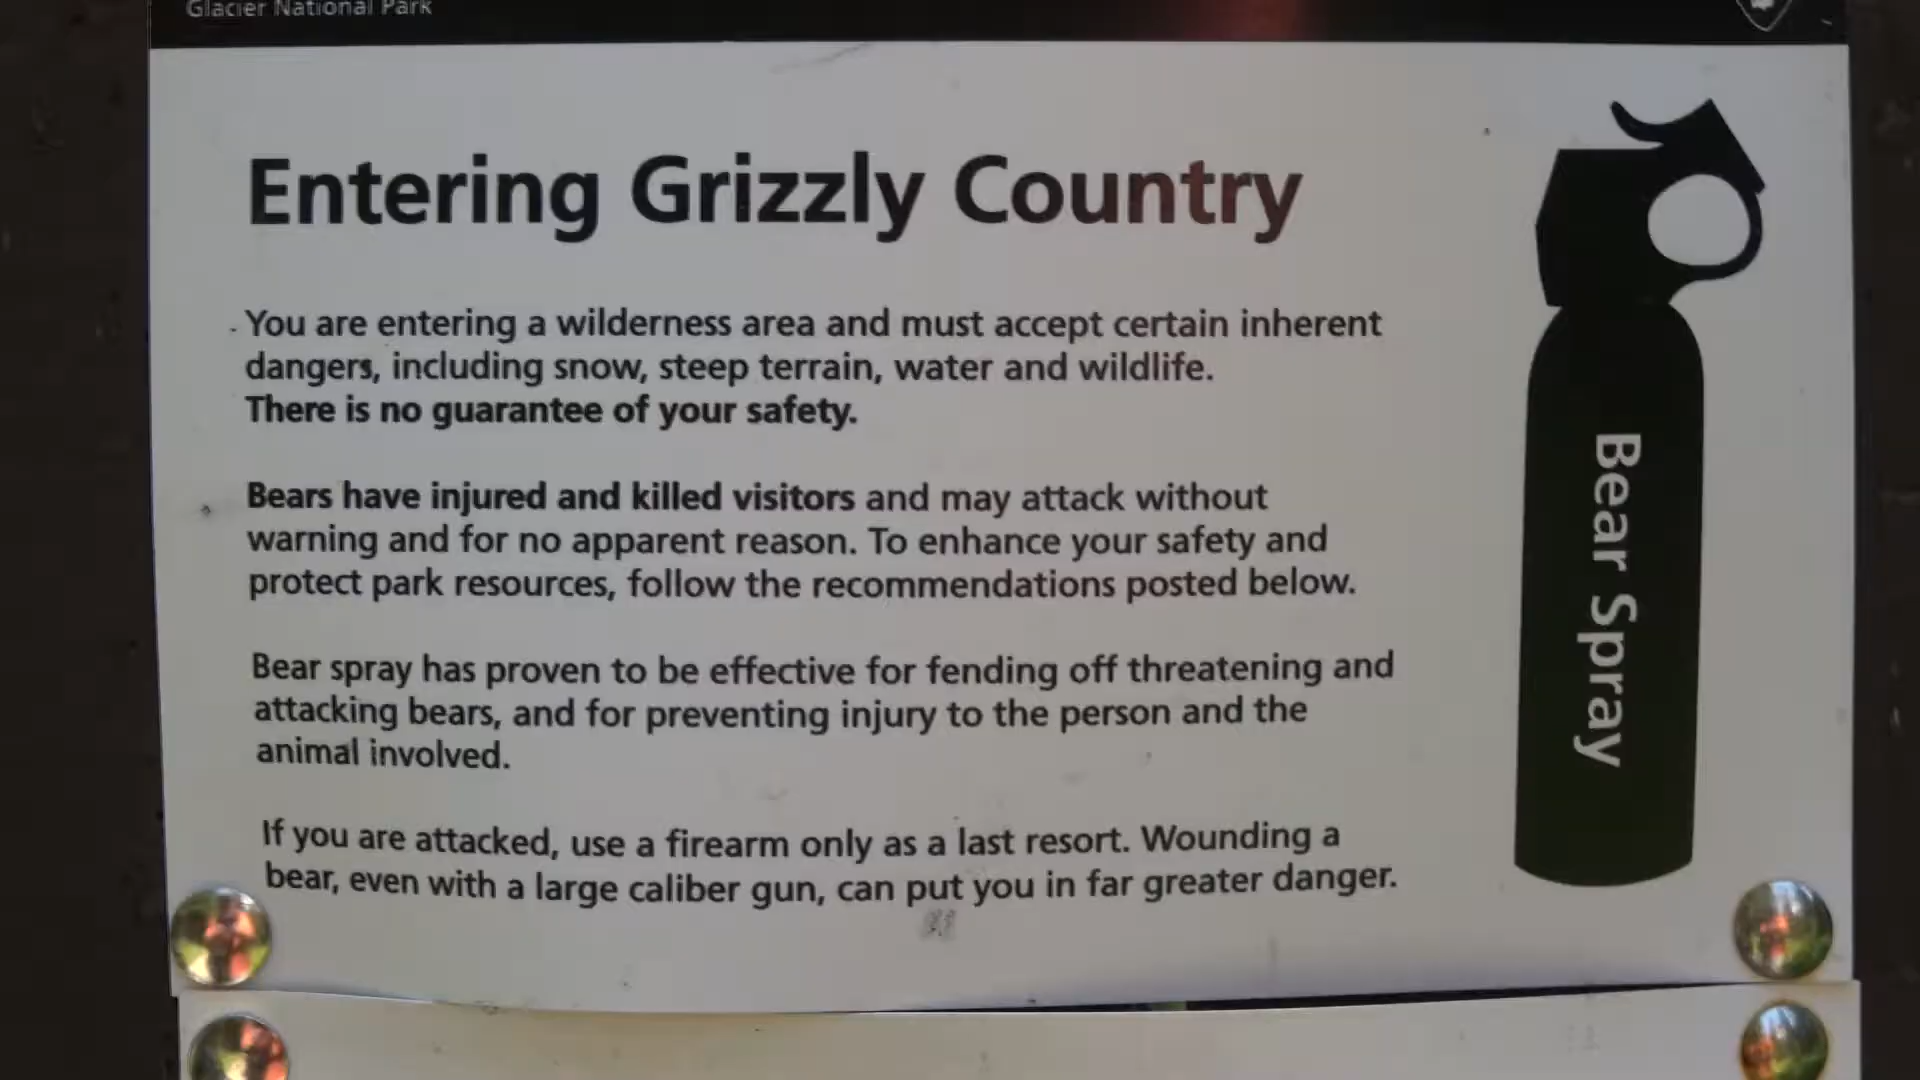 Glacier National Park
Entering Grizzly Country
You are entering a wilderness area and must accept certain inherent
dangers, including snow, steep terrain, water and wildlife.
There is no guarantee of your safety.
Bears have injured and killed visitors and may attack without
warning and for no apparent reason. To enhance your safety and
protect park resources, follow the recommendations posted below.
Bear spray has proven to be effective for fending off threatening and
attacking bears, and for preventing injury to the person and the
animal involved.
If you are attacked, use a firearm only as a last resort. Wounding a
bear, even with a large caliber gun, can put you in far greater danger.
Bear Spray